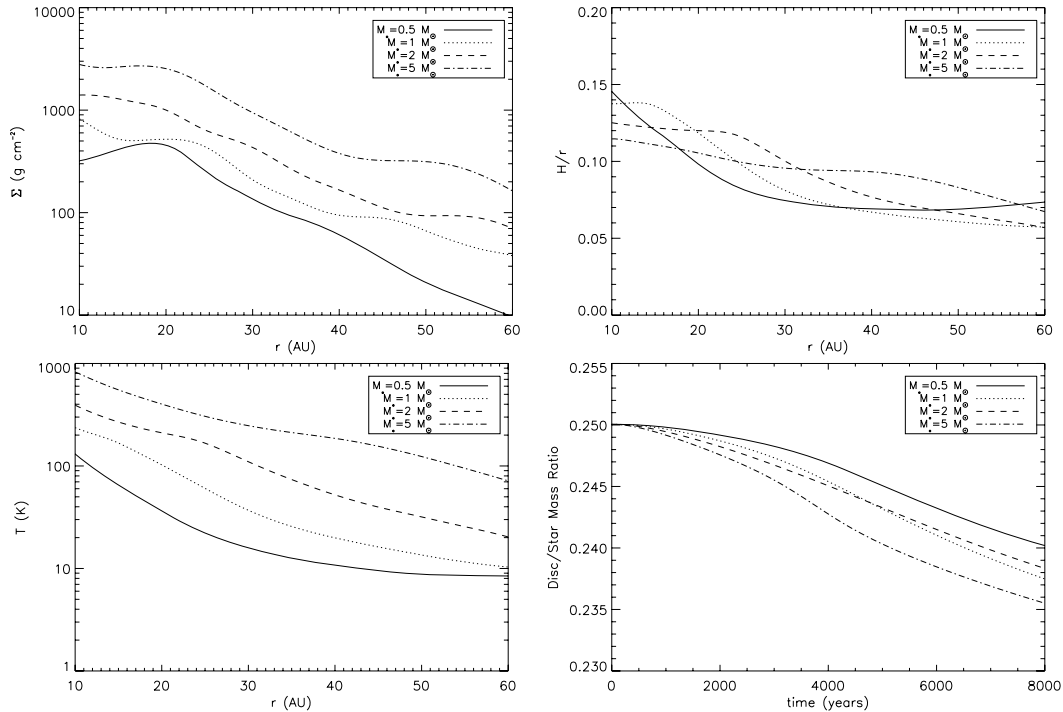 10000
1000
100
10
Σ (g cm⁻²)
10 20 30 40 50 60
r (AU)
M*=0.5 M⊙
M*=1 M⊙
M*=2 M⊙
M*=5 M⊙
0.20
0.15
0.10
0.05
0.00
H/r
10 20 30 40 50 60
r (AU)
M*=0.5 M⊙
M*=1 M⊙
M*=2 M⊙
M*=5 M⊙
1000
100
10
1
T (K)
10 20 30 40 50 60
r (AU)
M*=0.5 M⊙
M*=1 M⊙
M*=2 M⊙
M*=5 M⊙
0.255
0.250
0.245
0.240
0.235
0.230
Disc/Star Mass Ratio
0 2000 4000 6000 8000
time (years)
M*=0.5 M⊙
M*=1 M⊙
M*=2 M⊙
M*=5 M⊙